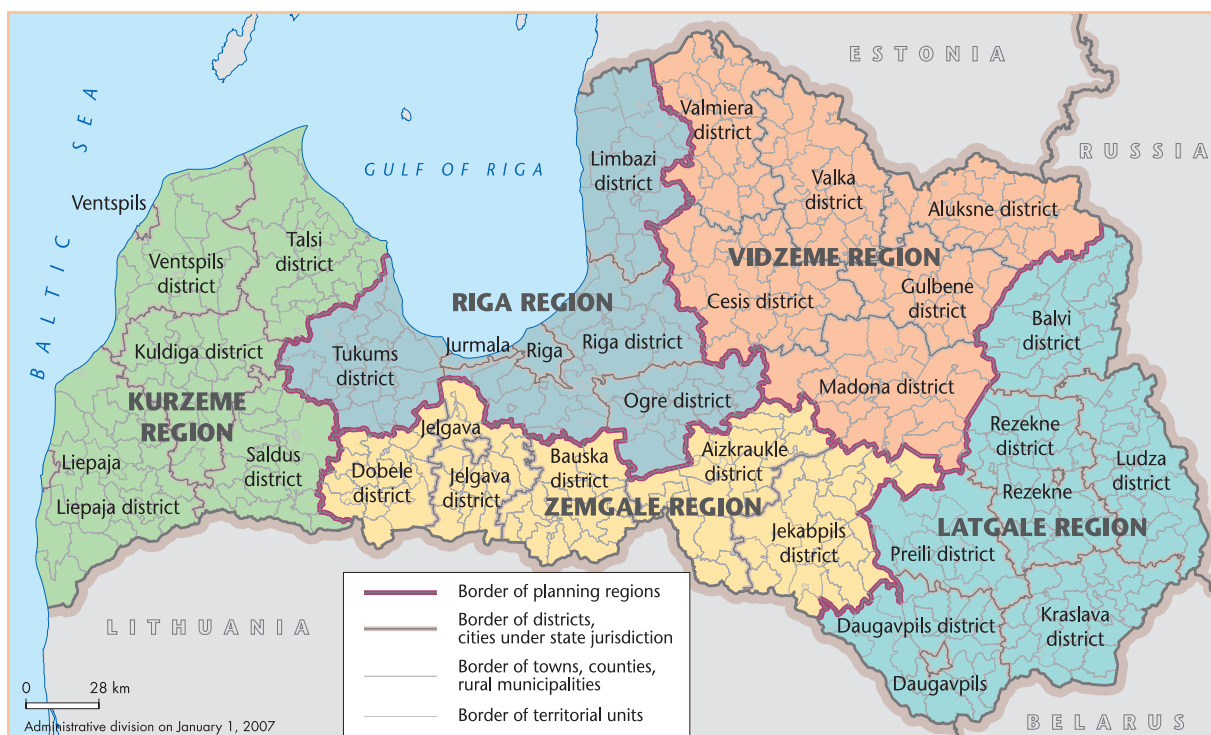 ESTONIA
RUSSIA
BALTIC SEA
GULF OF RIGA
Valmiera
district
Limbazi
district
Valka
district
Aluksne district
Ventspils
Talsi
district
Ventspils
district
VIDZEME REGION
RIGA REGION
Cesis district
Gulbene
district
Balvi
district
Kuldiga district
Tukums
district
Jurmala
Riga
Riga district
Madona district
KURZEME
REGION
Ogre district
Jelgava
Liepaja
Saldus
district
Dobele
district
Jelgava
district
Bauska
district
Aizkraukle
district
Rezekne
district
Ludza
district
Rezekne
Liepaja district
ZEMGALE REGION
LATGALE REGION
Jekabpils
district
Preili district
Kraslava
district
Daugavpils district
Daugavpils
LITHUANIA
BELARUS
Border of planning regions
Border of districts,
cities under state jurisdiction
Border of towns, counties,
rural municipalities
Border of territorial units
0 28 km
Administrative division on January 1, 2007